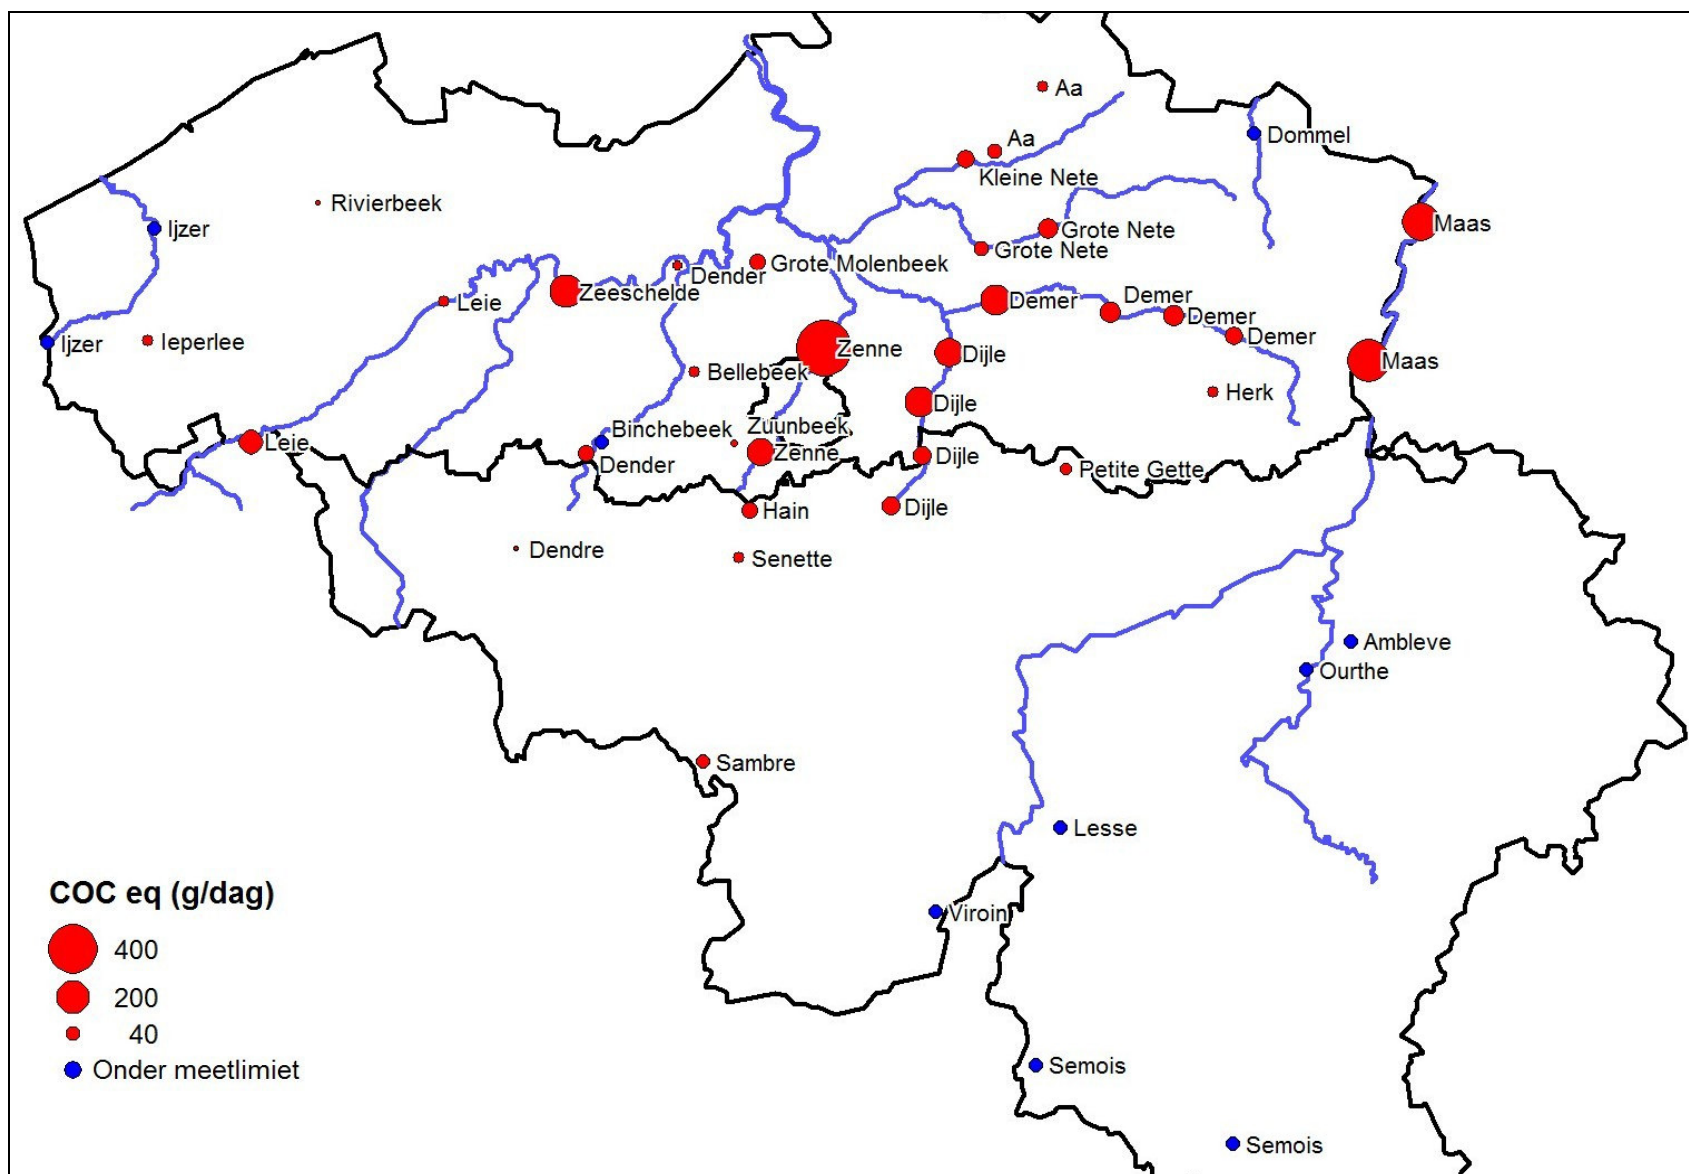 Aa
Aa
Dommel
Kleine Nete
Rivierbeek
Ijzer
Maas
Grote Nete
Grote Nete
Grote Molenbeek
Dender
Zeeschelde
Leie
Demer
Demer
Demer
Demer
Ijzer
Ieperlee
Zenne
Dijle
Maas
Bellebeek
Herk
Dijle
Binchebeek
Zuunbeek
Leie
Zenne
Dender
Dijle
Petite Gette
Hain
Dijle
Dendre
Senette
Ambleve
Ourthe
Sambre
Lesse
Viroin
COC eq (g/dag)
400
200
40
Onder meetlimiet
Semois
Semois